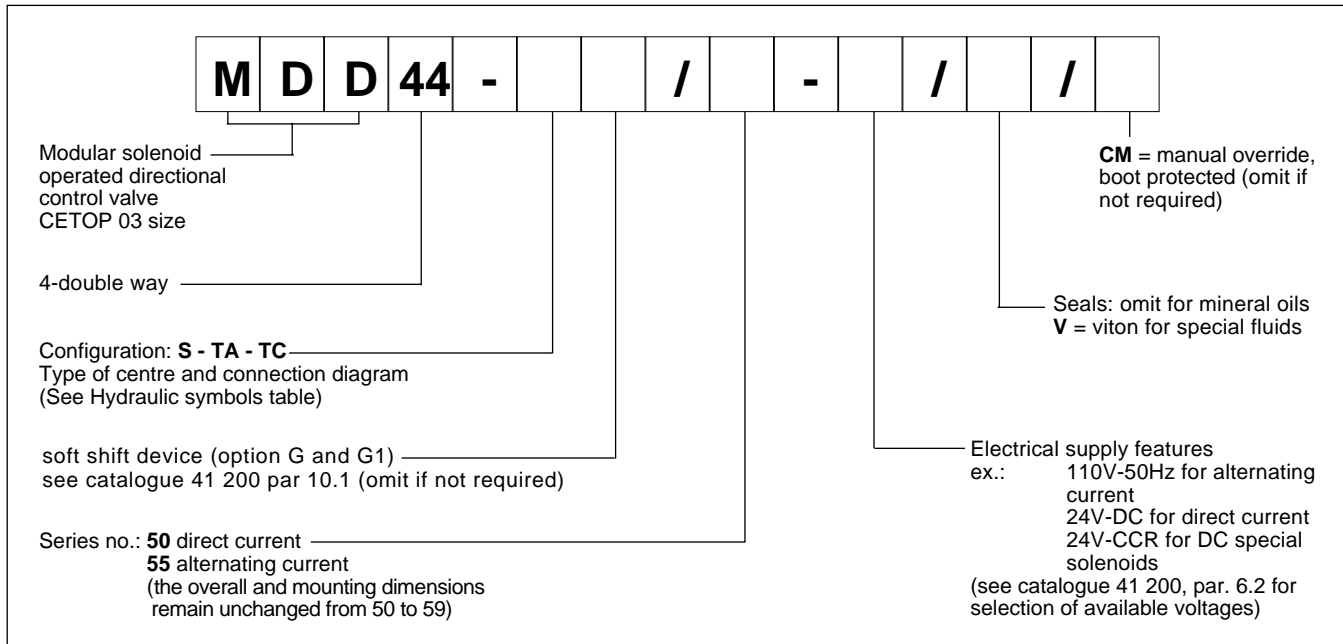 M D D 44 - / - / /
Modular solenoid
operated directional
control valve
CETOP 03 size
4-double way
Configuration: S - TA - TC
Type of centre and connection diagram
(See Hydraulic symbols table)
soft shift device (option G and G1)
see catalogue 41 200 par 10.1 (omit if not required)
Series no.: 50 direct current
55 alternating current
(the overall and mounting dimensions
remain unchanged from 50 to 59)
CM = manual override,
boot protected (omit if
not required)
Seals: omit for mineral oils
V = viton for special fluids
Electrical supply features
ex.: 110V-50Hz for alternating
current
24V-DC for direct current
24V-CCR for DC special
solenoids
(see catalogue 41 200, par. 6.2 for
selection of available voltages)